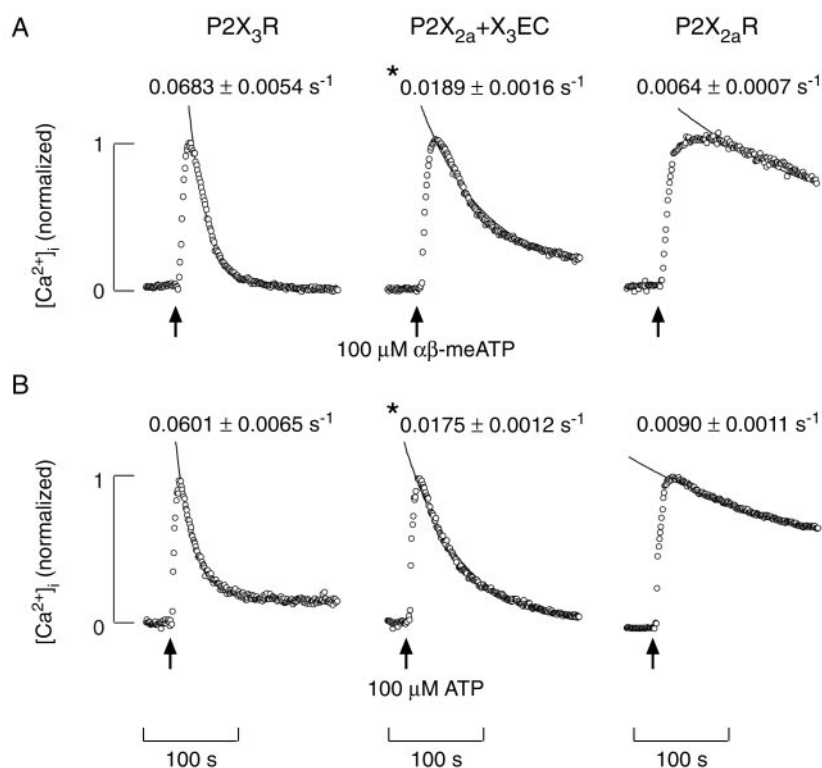 A
P2X3R P2X2a+X3EC P2X2aR
0.0683 ± 0.0054 s-1 * 0.0189 ± 0.0016 s-1 0.0064 ± 0.0007 s-1
[Ca2+]i (normalized)
1
0
100 μM αβ-meATP
B
0.0601 ± 0.0065 s-1 * 0.0175 ± 0.0012 s-1 0.0090 ± 0.0011 s-1
[Ca2+]i (normalized)
1
0
100 μM ATP
100 s 100 s 100 s